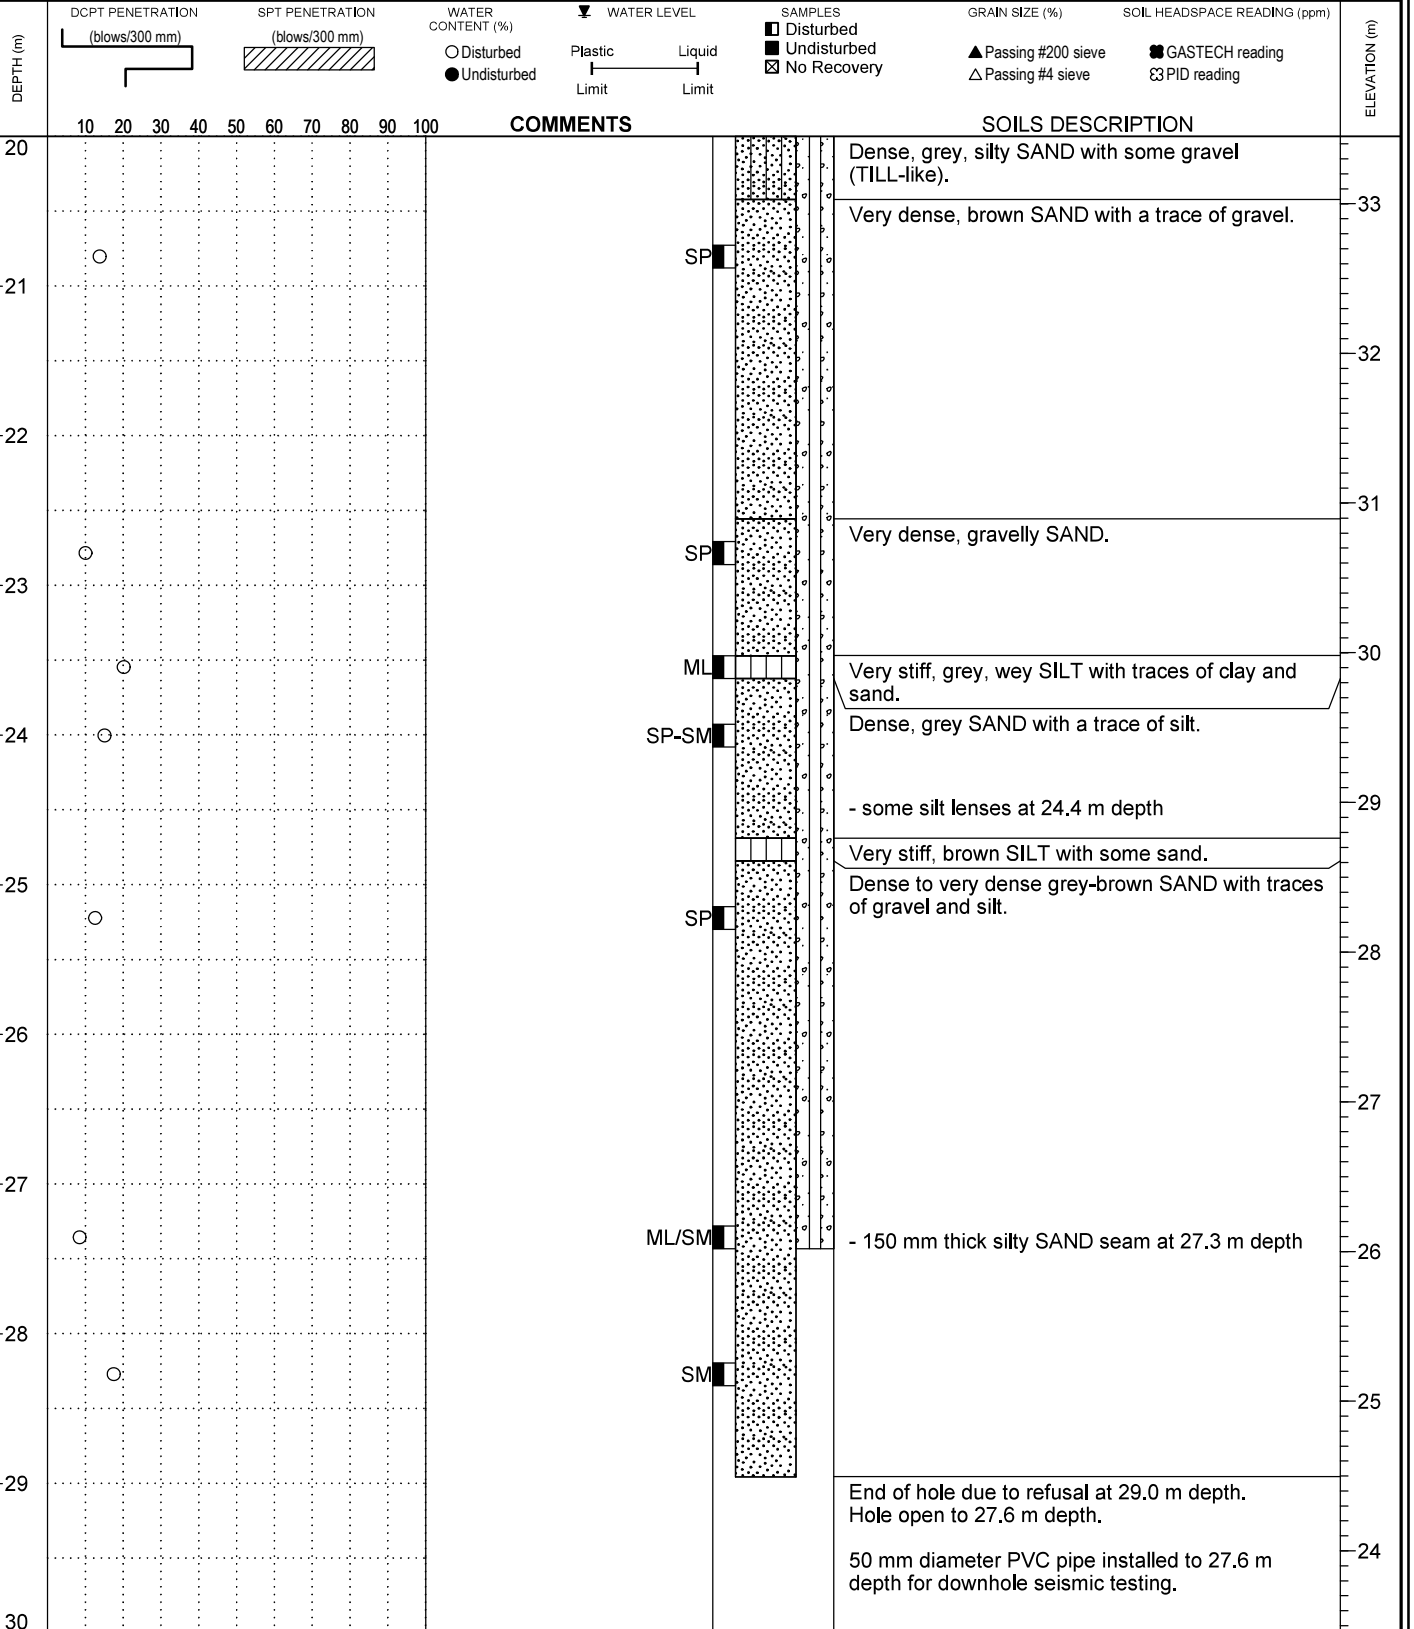 DCPT PENETRATION
(blows/300 mm)
SPT PENETRATION
(blows/300 mm)
WATER
CONTENT (%)
Disturbed
Undisturbed
WATER LEVEL
Plastic Liquid
Limit Limit
SAMPLES
Disturbed
Undisturbed
No Recovery
GRAIN SIZE (%)
Passing #200 sieve
Passing #4 sieve
SOIL HEADSPACE READING (ppm)
GASTECH reading
PID reading
DEPTH (m)
ELEVATION (m)
10 20 30 40 50 60 70 80 90 100
COMMENTS
SOILS DESCRIPTION
20
Dense, grey, silty SAND with some gravel
(TILL-like).
33
Very dense, brown SAND with a trace of gravel.
SP
21
32
22
31
Very dense, gravelly SAND.
SP
23
30
ML
Very stiff, grey, wey SILT with traces of clay and
sand.
Dense, grey SAND with a trace of silt.
24
SP-SM
29
- some silt lenses at 24.4 m depth
Very stiff, brown SILT with some sand.
25
Dense to very dense grey-brown SAND with traces
of gravel and silt.
SP
28
26
27
27
ML/SM
- 150 mm thick silty SAND seam at 27.3 m depth
26
28
SM
25
29
End of hole due to refusal at 29.0 m depth.
Hole open to 27.6 m depth.
24
50 mm diameter PVC pipe installed to 27.6 m
depth for downhole seismic testing.
30